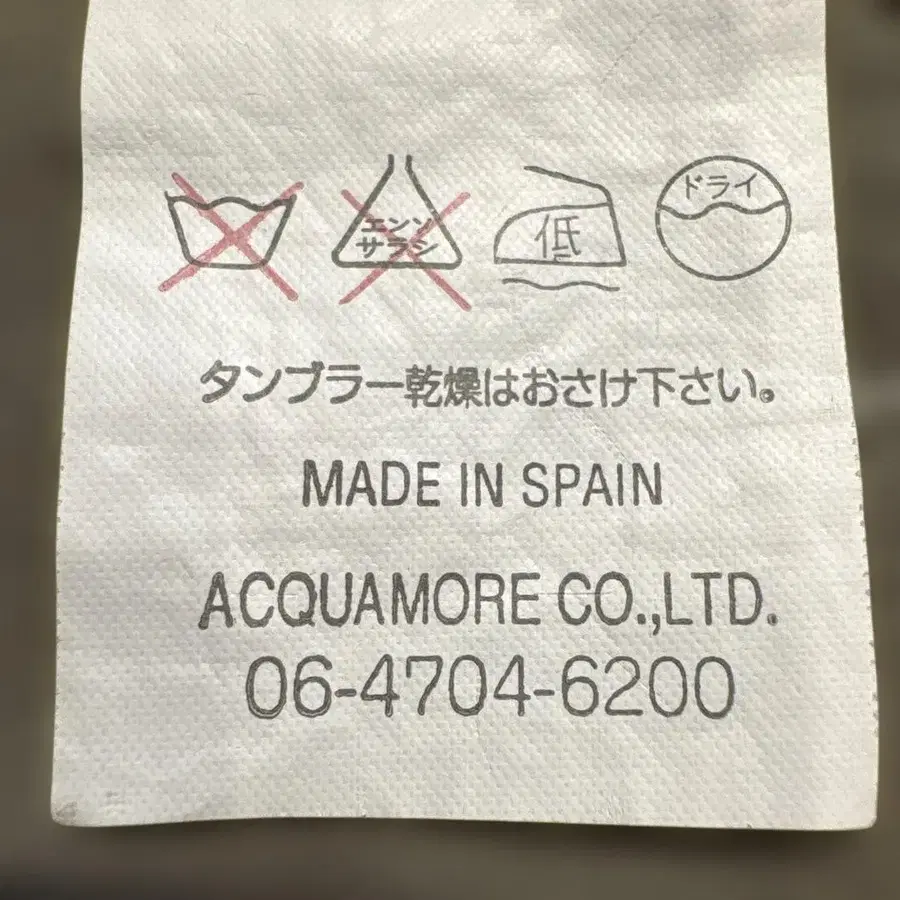 エンソ
サラシ
低
ドライ
タンブラー乾燥はおさけ下さい。
MADE IN SPAIN
ACQUAMORE CO.,LTD.
06-4704-6200